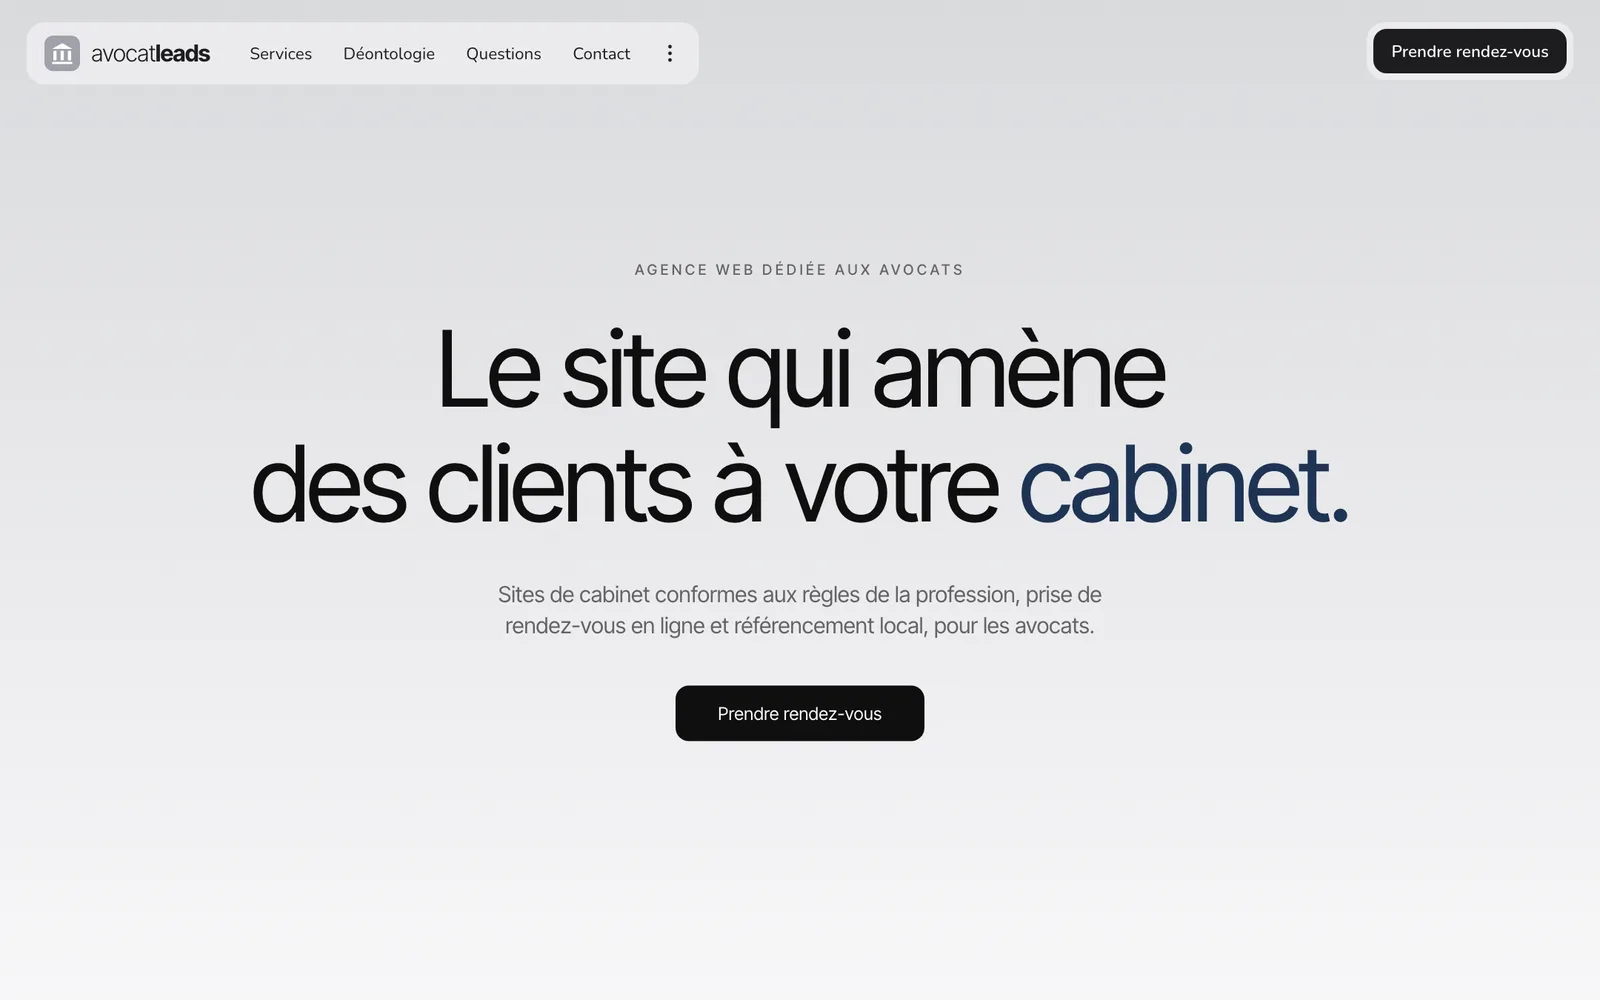 avocatleads
Services
Déontologie
Questions
Contact
Prendre rendez-vous
AGENCE WEB DÉDIÉE AUX AVOCATS
Le site qui amène
des clients à votre cabinet.
Sites de cabinet conformes aux règles de la profession, prise de
rendez-vous en ligne et référencement local, pour les avocats.
Prendre rendez-vous